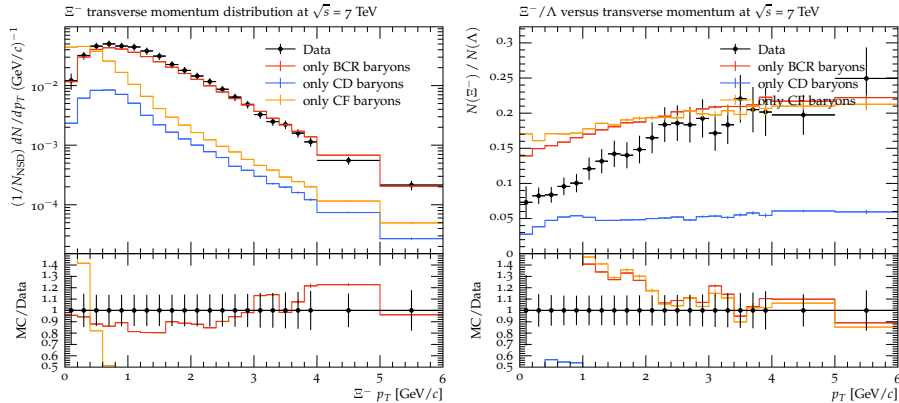 Ξ⁻ transverse momentum distribution at √s = 7 TeV
(1/N_NSD) dN/dp_T (GeV/c)⁻¹
10⁻²
10⁻³
10⁻⁴
Data
only BCR baryons
only CD baryons
only CF baryons
MC/Data
1.4
1.3
1.2
1.1
1
0.9
0.8
0.7
0.6
0.5
0 1 2 3 4 5 6
Ξ⁻ p_T [GeV/c]
Ξ⁻/Λ versus transverse momentum at √s = 7 TeV
N(Ξ⁻) / N(Λ)
0.3
0.25
0.2
0.15
0.1
0.05
0
Data
only BCR baryons
only CD baryons
only CF baryons
MC/Data
1.4
1.3
1.2
1.1
1
0.9
0.8
0.7
0.6
0.5
0 1 2 3 4 5 6
p_T [GeV/c]